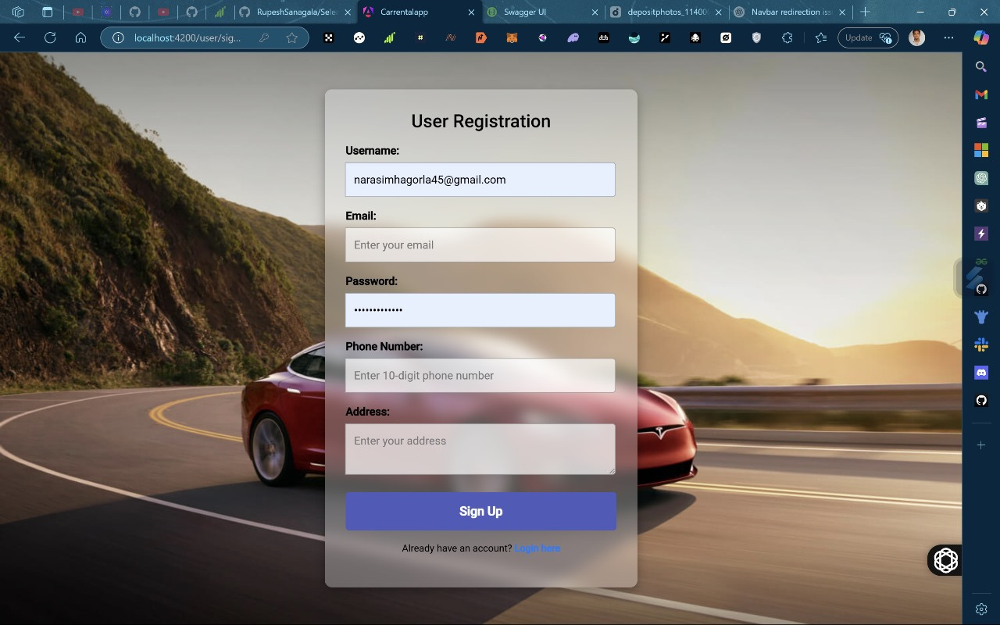 RupeshSanagala/Sele
Carrentalapp
Swagger UI
depositphotos_11400
Navbar redirection iss
localhost:4200/user/sig...
Update
User Registration
Username:
narasimhagorla45@gmail.com
Email:
Enter your email
Password:
•••••••••••••
Phone Number:
Enter 10-digit phone number
Address:
Enter your address
Sign Up
Already have an account? Login here